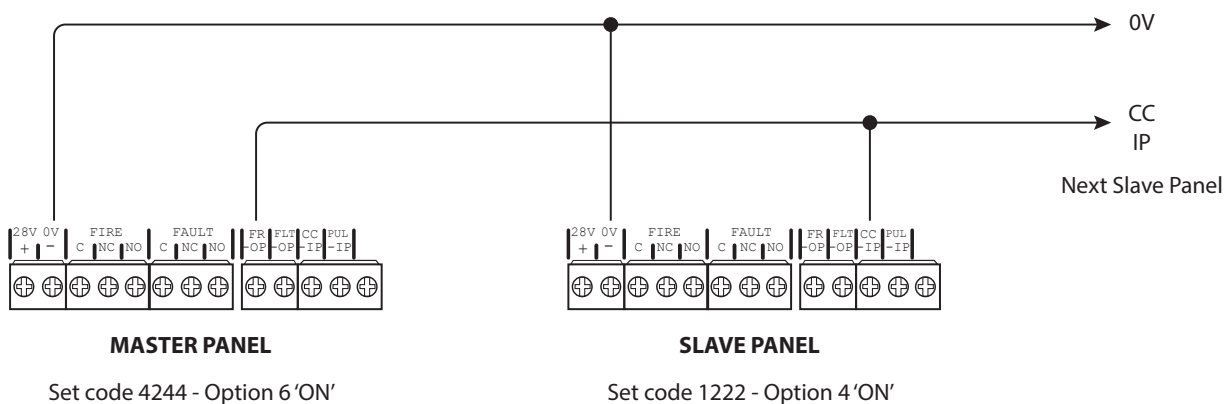 0V
CC
IP
Next Slave Panel
28V 0V FIRE FAULT FR FLT CC PUL
+ - C NC NO C NC NO -OP -OP -IP -IP
28V 0V FIRE FAULT FR FLT CC PUL
+ - C NC NO C NC NO -OP -OP -IP -IP
MASTER PANEL
SLAVE PANEL
Set code 4244 - Option 6 'ON'
Set code 1222 - Option 4 'ON'